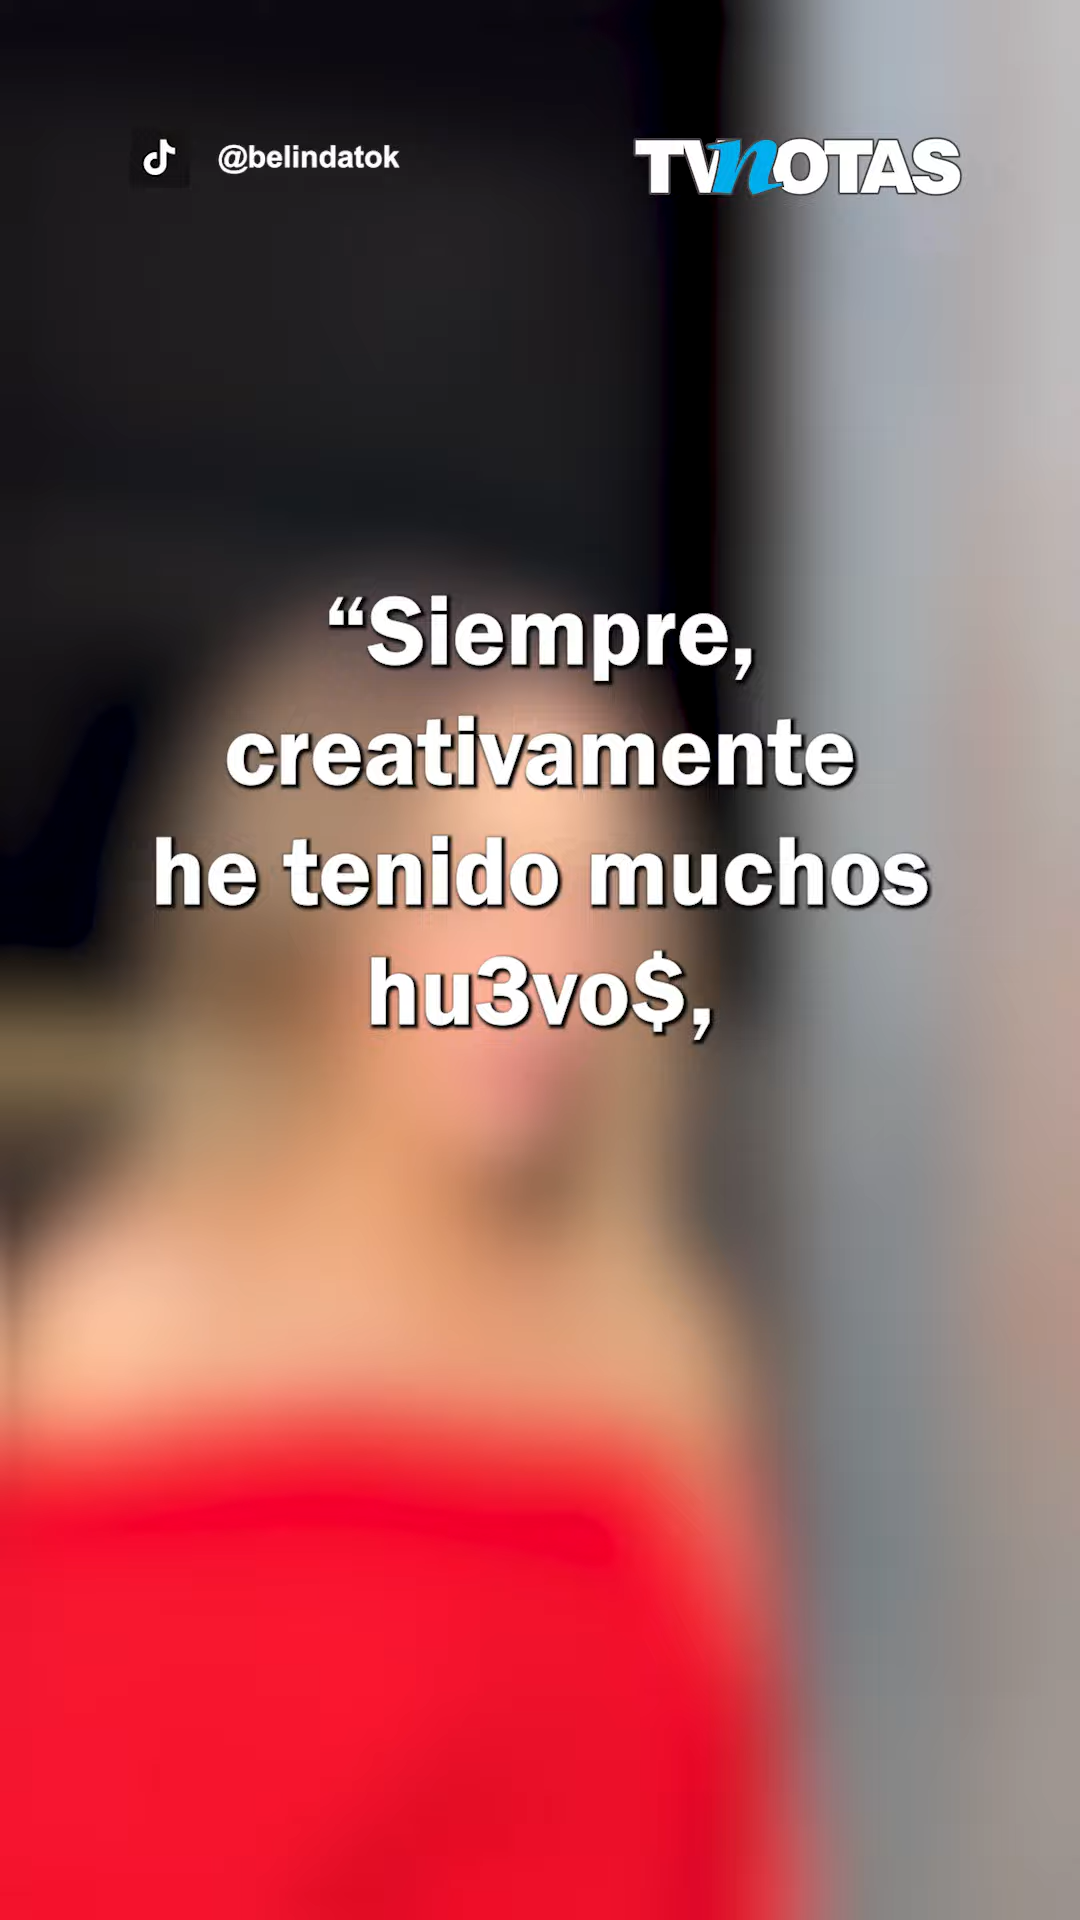 @belindatok
TVnOTAS
“Siempre,
creativamente
he tenido muchos
hu3vo$,